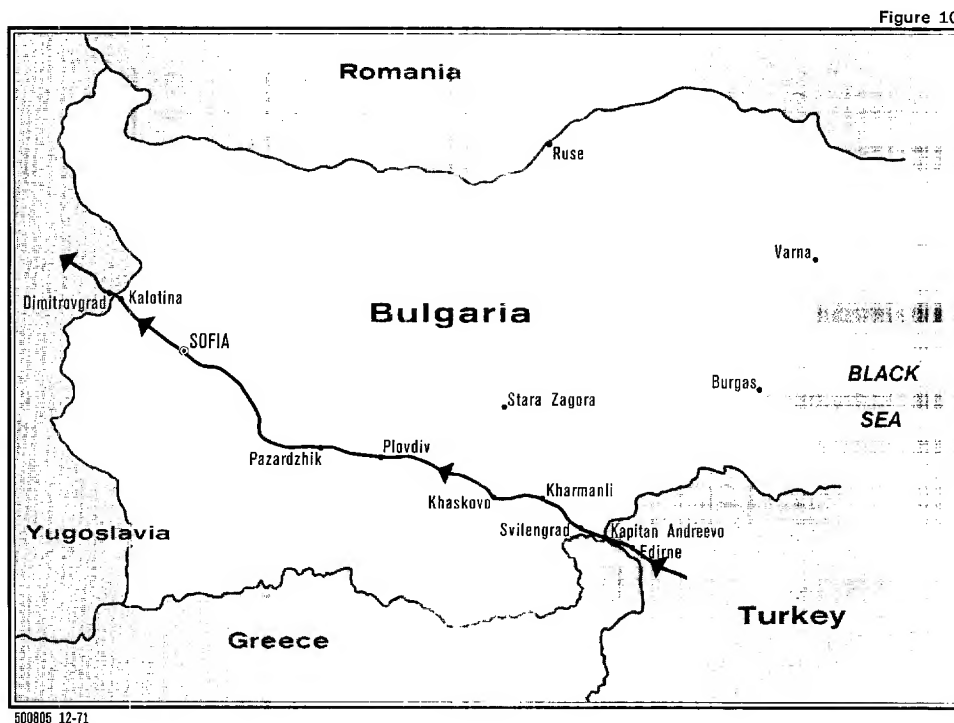 Figure 10
Romania
Ruse
Varna
Dimitrovgrad
Kalotina
Bulgaria
SOFIA
BLACK
SEA
Burgas
Stara Zagora
Plovdiv
Pazardzhik
Khaskovo
Kharmanli
Svilengrad
Kapitan Andreevo
Edirne
Yugoslavia
Greece
Turkey
500805 12-71